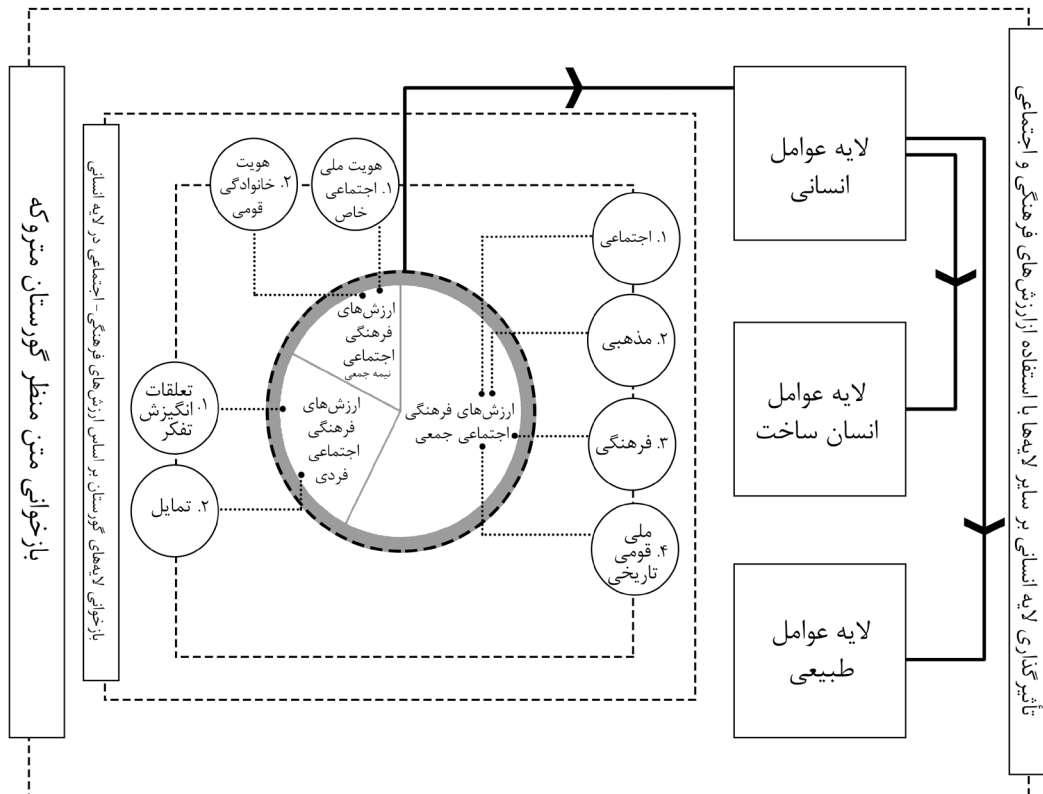 تأثیر گذاری لایه انسانی بر سایر لایه‌ها با استفاده از ارزش‌های فرهنگی و اجتماعی
لایه عوامل
انسانی
لایه عوامل
انسان ساخت
لایه عوامل
طبیعی
۱. اجتماعی
۲. مذهبی
۳. فرهنگی
ملی
۴. قومی
تاریخی
هویت ملی
۱. اجتماعی
خاص
هویت
۲. خانوادگی
قومی
ارزش‌های
فرهنگی
اجتماعی
نیمه جمعی
ارزش‌های فرهنگی
اجتماعی جمعی
ارزش‌های
فرهنگی
اجتماعی
فردی
تعلقات
۱. انگیزش
تفکر
۲. تمایل
بازخوانی لایه‌های گورستان بر اساس ارزش‌های فرهنگی - اجتماعی در لایه انسانی
بازخوانی متن منظر گورستان متروکه